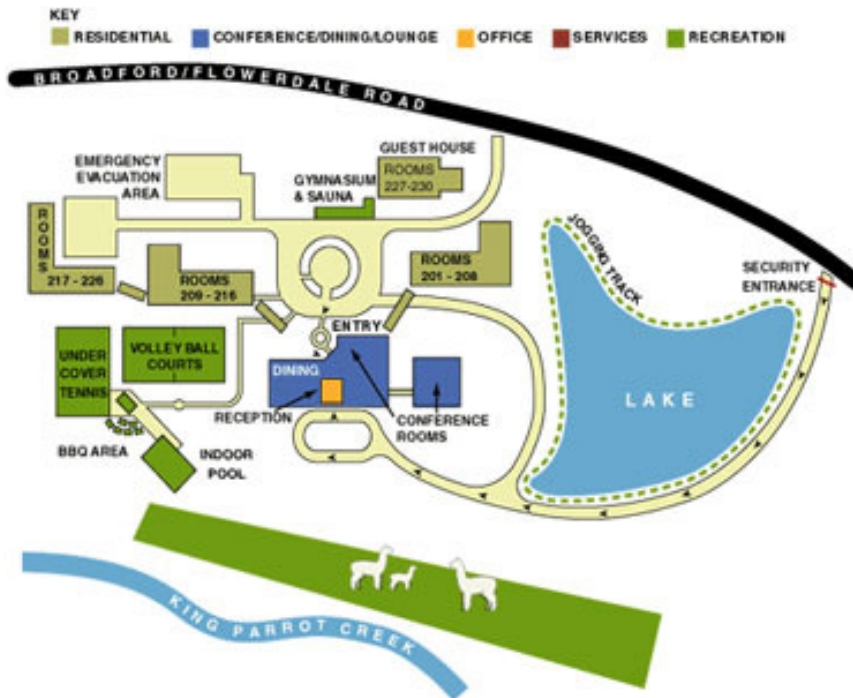 KEY
RESIDENTIAL
CONFERENCE/DINING/LOUNGE
OFFICE
SERVICES
RECREATION
BROADFORD/FLOWERDALE ROAD
EMERGENCY
EVACUATION
AREA
GYMNASIUM
& SAUNA
GUEST HOUSE
ROOMS
227-230
ROOMS
217 - 226
ROOMS
209 - 216
ROOMS
201 - 208
JOGGING TRACK
SECURITY
ENTRANCE
ENTRY
UNDER
COVER
TENNIS
VOLLEY BALL
COURTS
DINING
RECEPTION
CONFERENCE
ROOMS
LAKE
BBQ AREA
INDOOR
POOL
KING PARROT CREEK